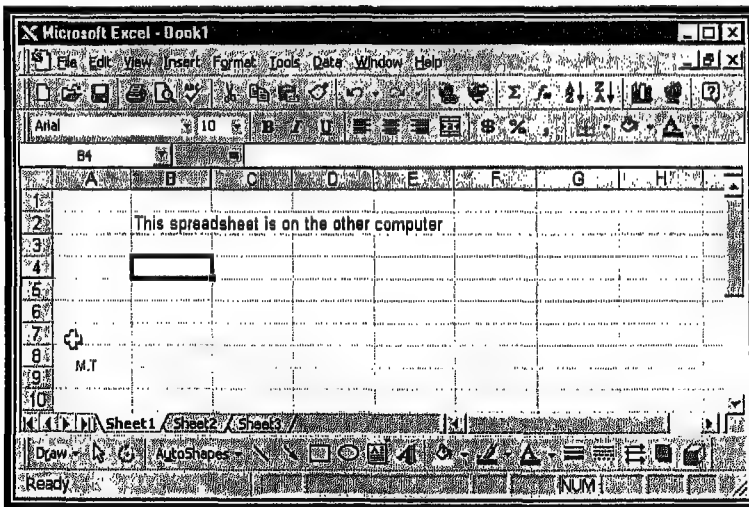 Microsoft Excel - Book1
File Edit View Insert Format Tools Data Window Help
Arial 10 B I U $ % ,
B4 =
A B C D E F G H
1
2 This spreadsheet is on the other computer
3
4
5
6
7
8 M.T
9
10
Sheet1 Sheet2 Sheet3
Draw AutoShapes A
Ready NUM